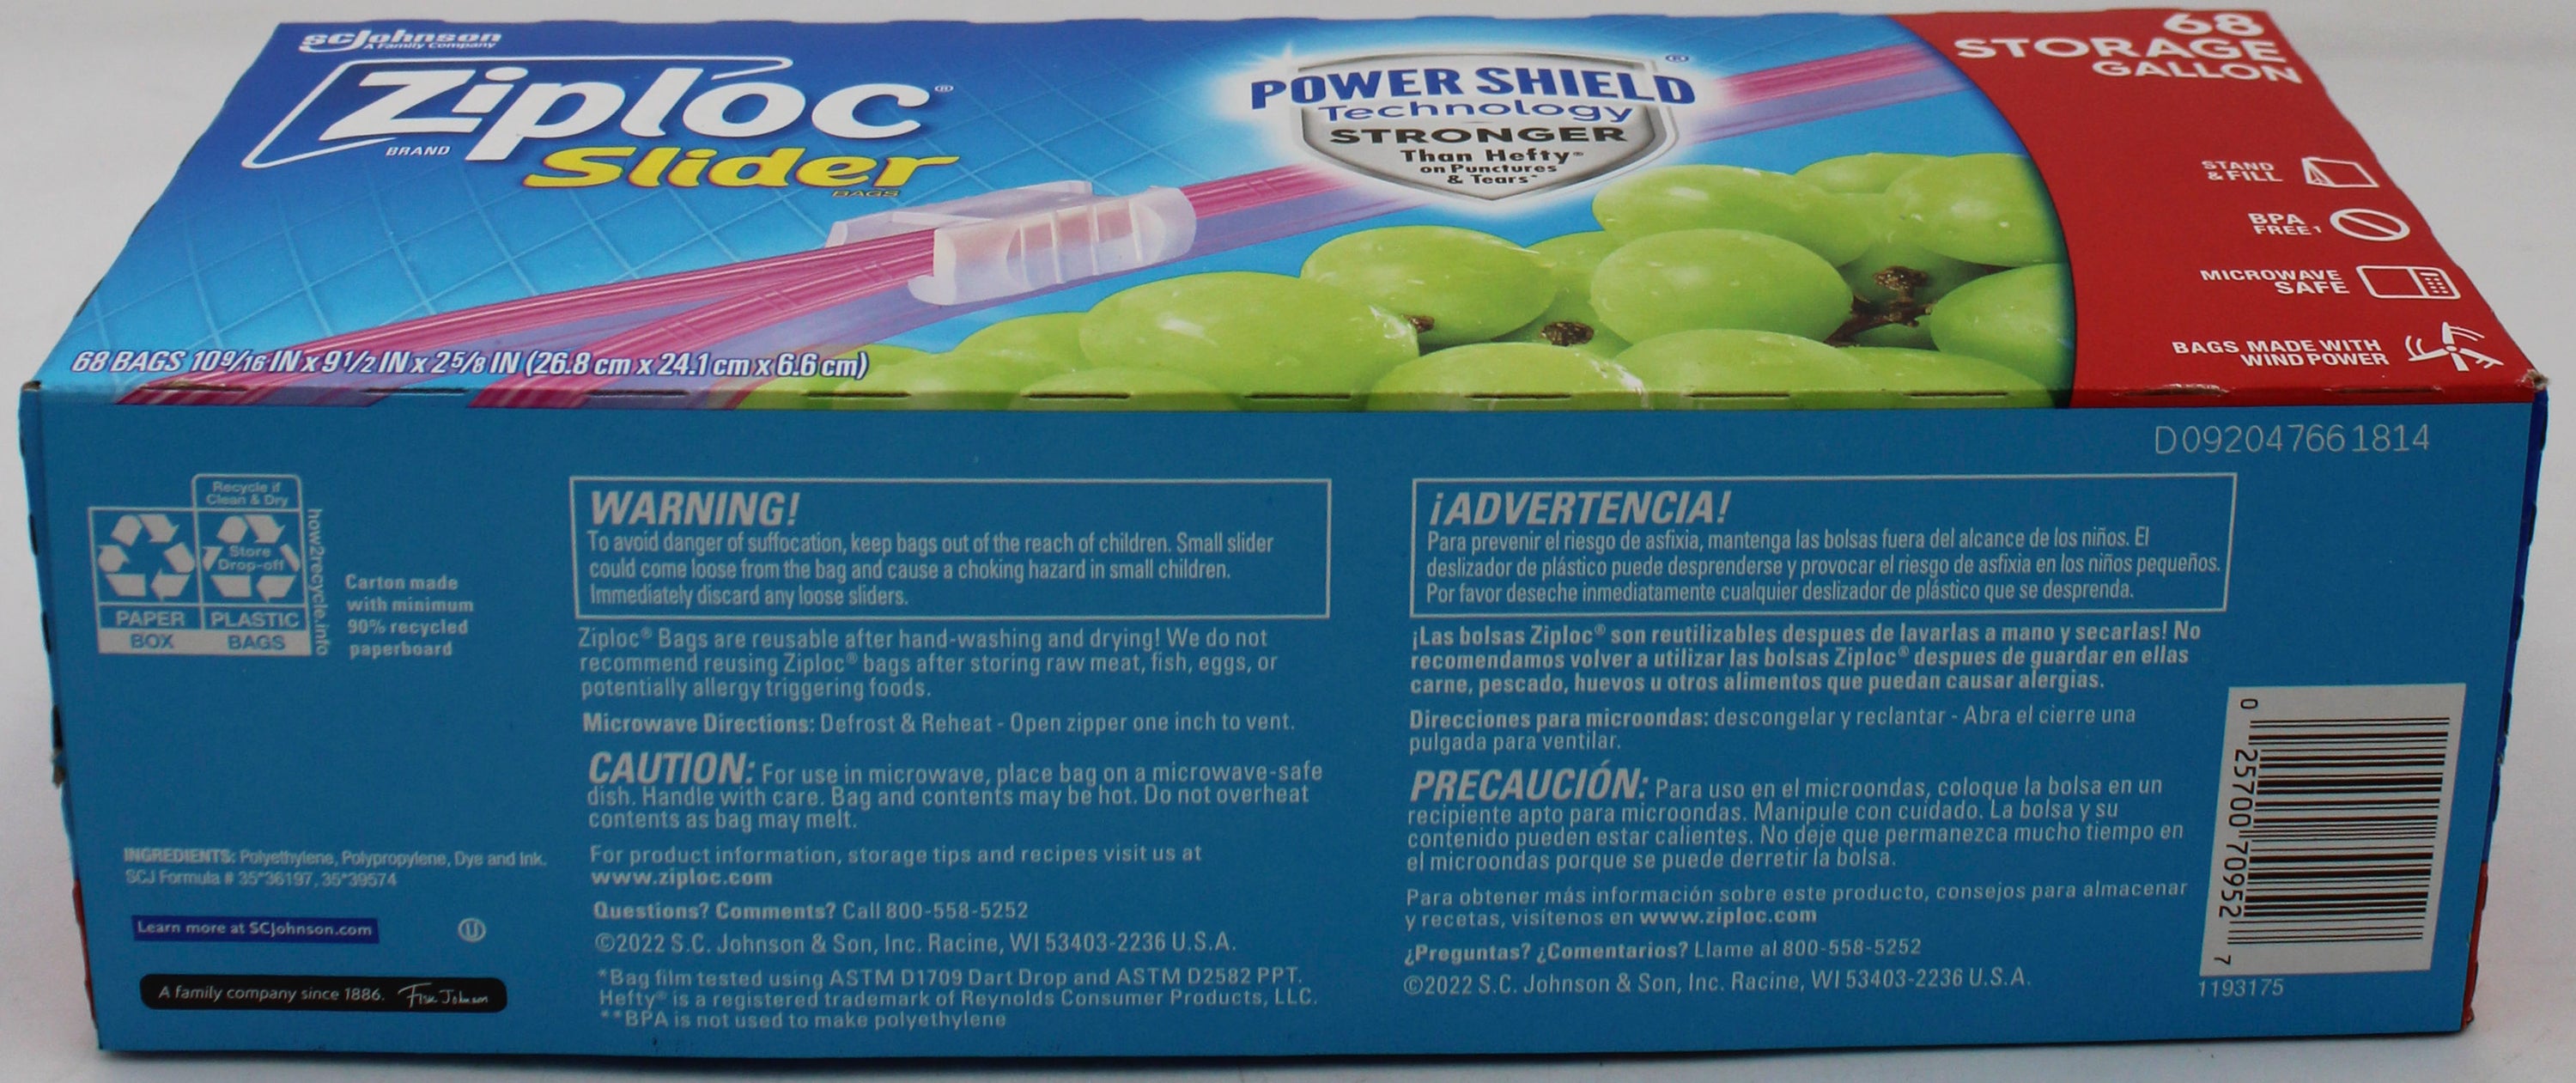 scjohnson
A Family Company
Ziploc®
BRAND
Slider
BAGS
POWER SHIELD®
Technology
STRONGER
Than Hefty®
on Punctures
& Tears*
68
STORAGE
GALLON
STAND
& FILL
BPA
FREE¹
MICROWAVE
SAFE
BAGS MADE WITH
WIND POWER
68 BAGS 10 9/16 IN x 9 1/2 IN x 2 5/8 IN (26.8 cm x 24.1 cm x 6.6 cm)
D092047661814
Recycle if
Clean & Dry
Store
Drop-off
PAPER
PLASTIC
BOX
BAGS
how2recycle.info
Carton made
with minimum
90% recycled
paperboard
INGREDIENTS: Polyethylene, Polypropylene, Dye and Ink.
SCJ Formula # 35*36197, 35*39574
Learn more at SCJohnson.com
U
A family company since 1886. Fisk Johnson
WARNING!
To avoid danger of suffocation, keep bags out of the reach of children. Small slider
could come loose from the bag and cause a choking hazard in small children.
Immediately discard any loose sliders.
Ziploc® Bags are reusable after hand-washing and drying! We do not
recommend reusing Ziploc® bags after storing raw meat, fish, eggs, or
potentially allergy triggering foods.
Microwave Directions: Defrost & Reheat - Open zipper one inch to vent.
CAUTION: For use in microwave, place bag on a microwave-safe
dish. Handle with care. Bag and contents may be hot. Do not overheat
contents as bag may melt.
For product information, storage tips and recipes visit us at
www.ziploc.com
Questions? Comments? Call 800-558-5252
©2022 S.C. Johnson & Son, Inc. Racine, WI 53403-2236 U.S.A.
*Bag film tested using ASTM D1709 Dart Drop and ASTM D2582 PPT.
Hefty® is a registered trademark of Reynolds Consumer Products, LLC.
**BPA is not used to make polyethylene
¡ADVERTENCIA!
Para prevenir el riesgo de asfixia, mantenga las bolsas fuera del alcance de los niños. El
deslizador de plástico puede desprenderse y provocar el riesgo de asfixia en los niños pequeños.
Por favor deseche inmediatamente cualquier deslizador de plástico que se desprenda.
¡Las bolsas Ziploc® son reutilizables despues de lavarlas a mano y secarlas! No
recomendamos volver a utilizar las bolsas Ziploc® despues de guardar en ellas
carne, pescado, huevos u otros alimentos que puedan causar alergias.
Direcciones para microondas: descongelar y reclantar - Abra el cierre una
pulgada para ventilar.
PRECAUCIÓN: Para uso en el microondas, coloque la bolsa en un
recipiente apto para microondas. Manipule con cuidado. La bolsa y su
contenido pueden estar calientes. No deje que permanezca mucho tiempo en
el microondas porque se puede derretir la bolsa.
Para obtener más información sobre este producto, consejos para almacenar
y recetas, visítenos en www.ziploc.com
¿Preguntas? ¿Comentarios? Llame al 800-558-5252
©2022 S.C. Johnson & Son, Inc. Racine, WI 53403-2236 U.S.A.
0 25700 70952 7
1193175